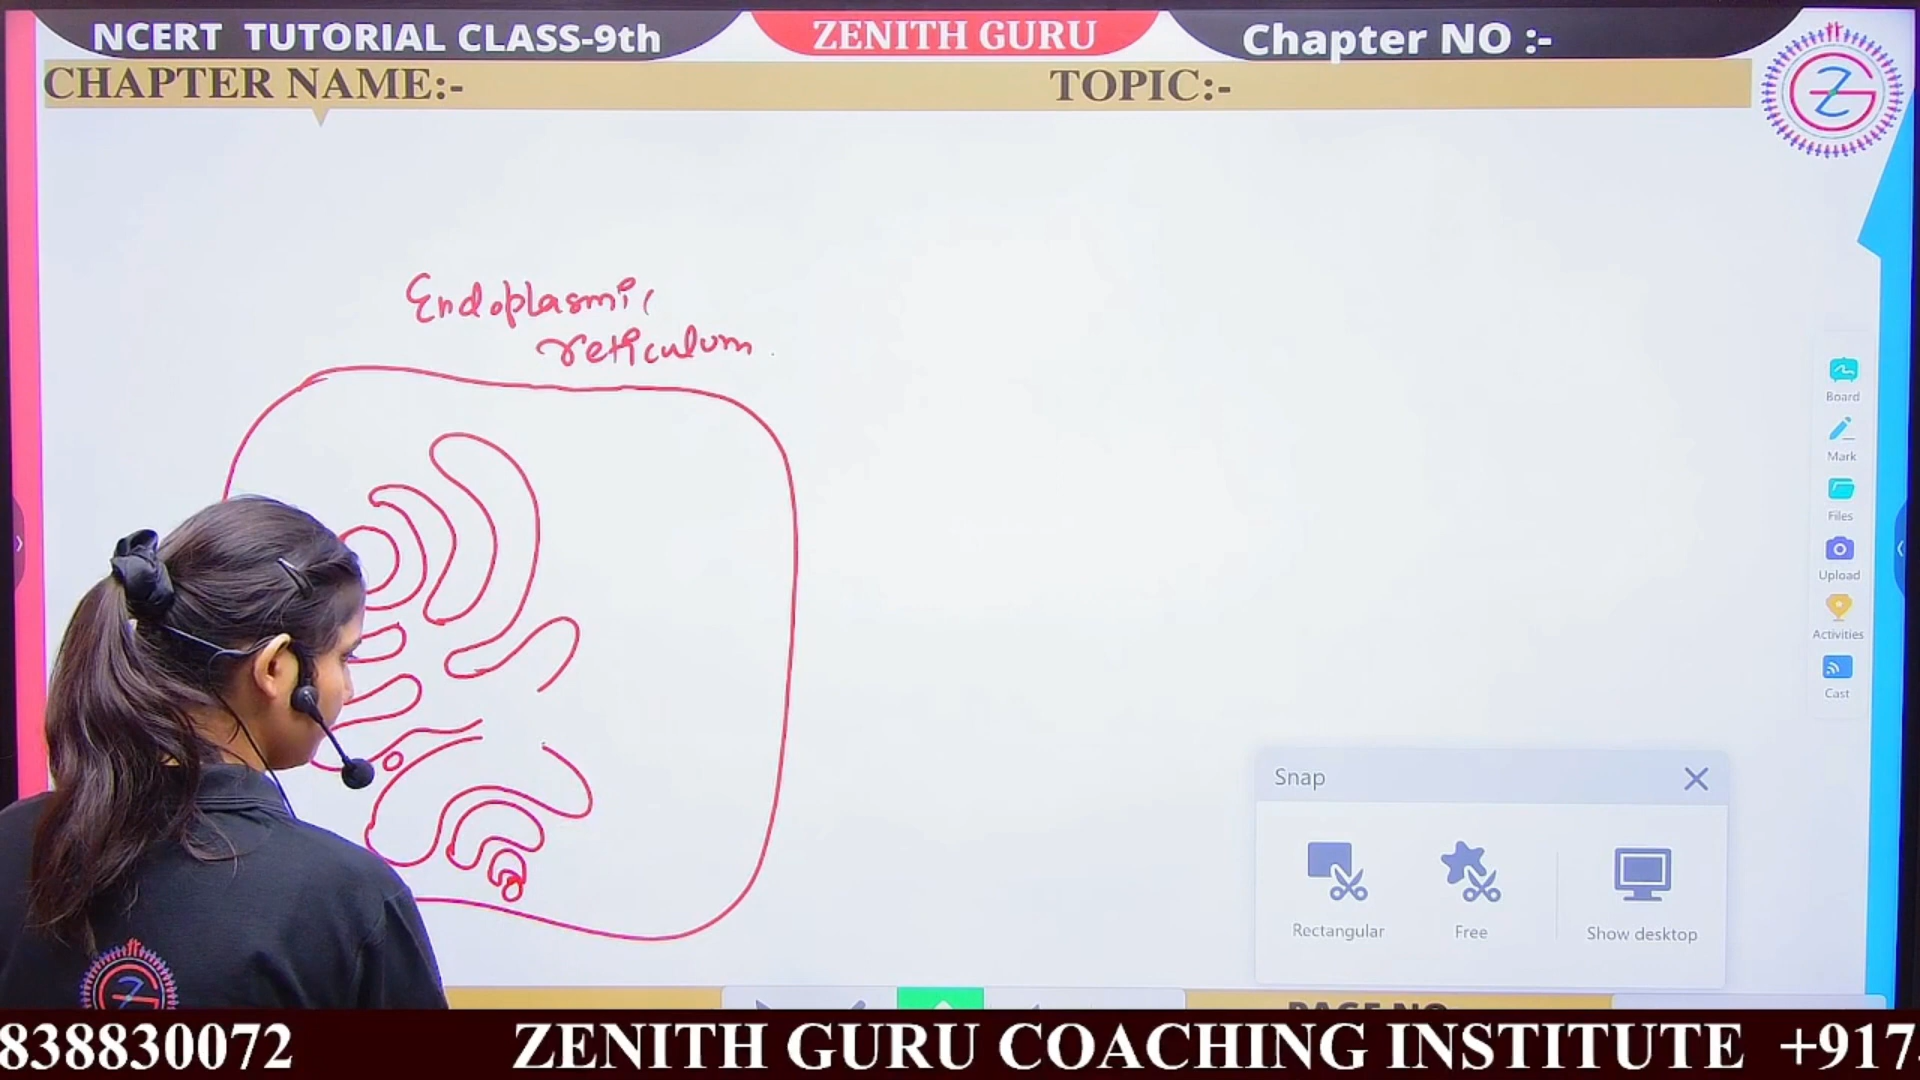 NCERT TUTORIAL CLASS-9th
ZENITH GURU
Chapter NO :-
CHAPTER NAME:-
TOPIC:-
ZG
Endoplasmic
reticulum
Board
Mark
Files
Upload
Activities
Cast
Snap
Rectangular
Free
Show desktop
838830072 ZENITH GURU COACHING INSTITUTE +917